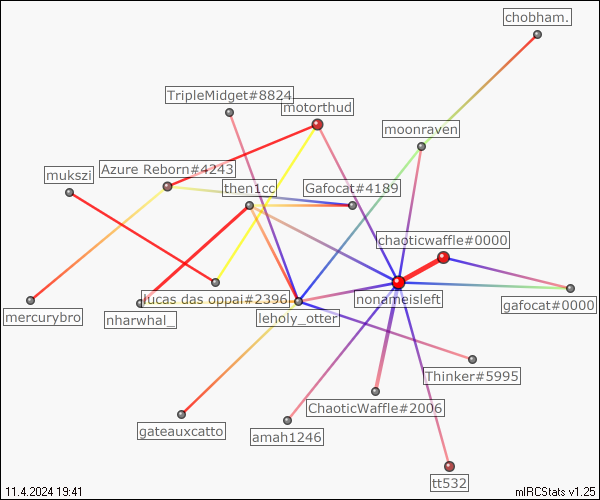 chobham.
TripleMidget#8824
motorthud
moonraven
Azure Reborn#4243
mukszi
then1cc
Gafocat#4189
chaoticwaffle#0000
lucas das oppai#2396
nonameisleft
gafocat#0000
mercurybro
nharwhal_
leholy_otter
Thinker#5995
ChaoticWaffle#2006
gateauxcatto
amah1246
tt532
11.4.2024 19:41
mIRCStats v1.25